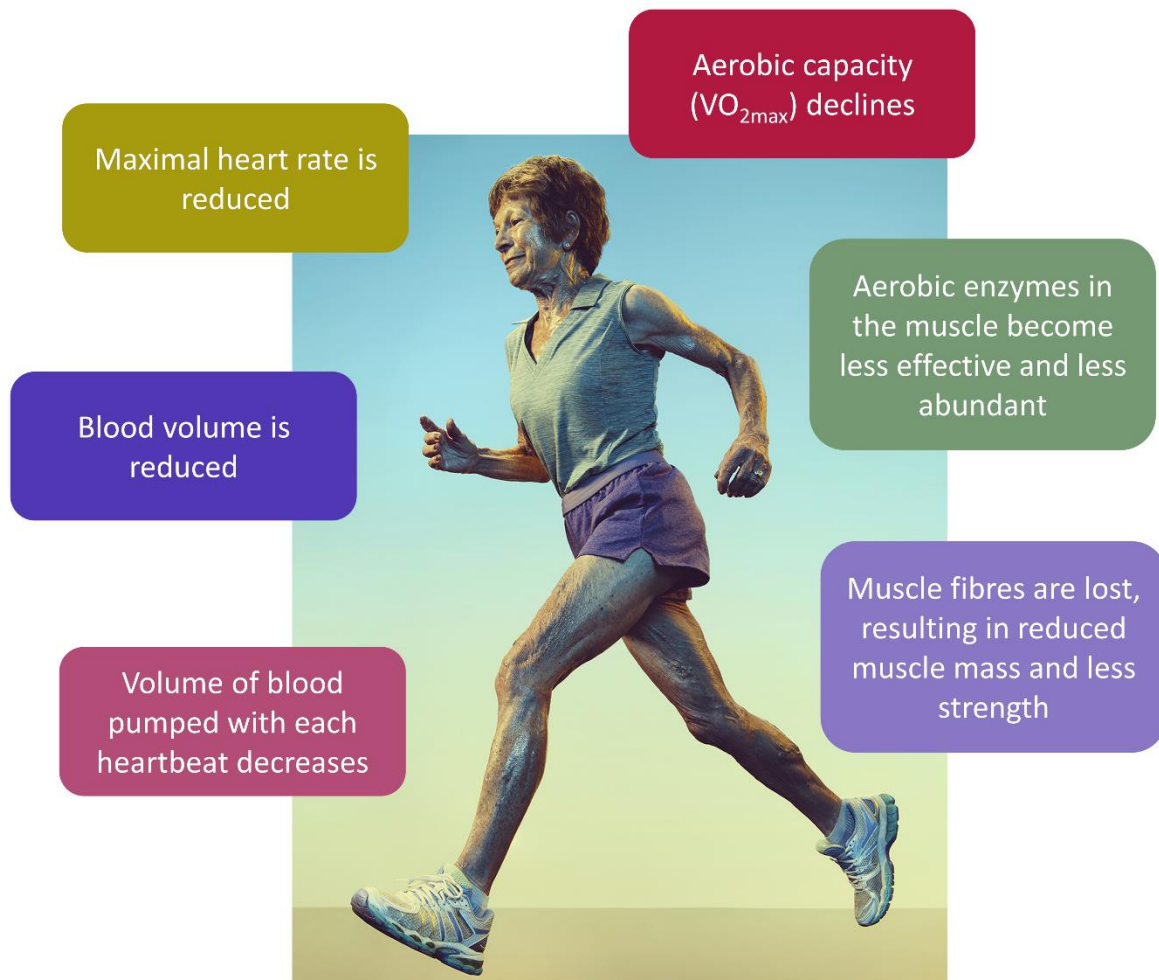 Aerobic capacity
(VO₂max) declines
Maximal heart rate is
reduced
Aerobic enzymes in
the muscle become
less effective and less
abundant
Blood volume is
reduced
Muscle fibres are lost,
resulting in reduced
muscle mass and less
strength
Volume of blood
pumped with each
heartbeat decreases